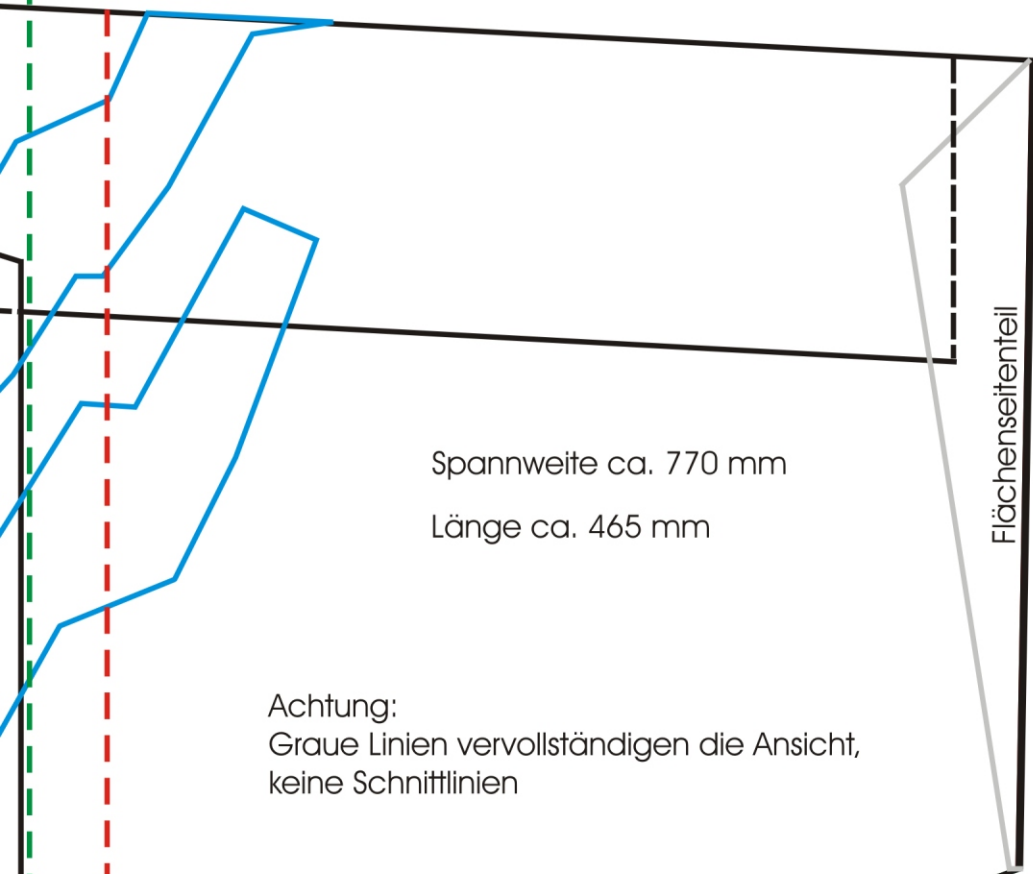 Flächenseitenteil
Spannweite ca. 770 mm
Länge ca. 465 mm
Achtung:
Graue Linien vervollständigen die Ansicht,
keine Schnittlinien